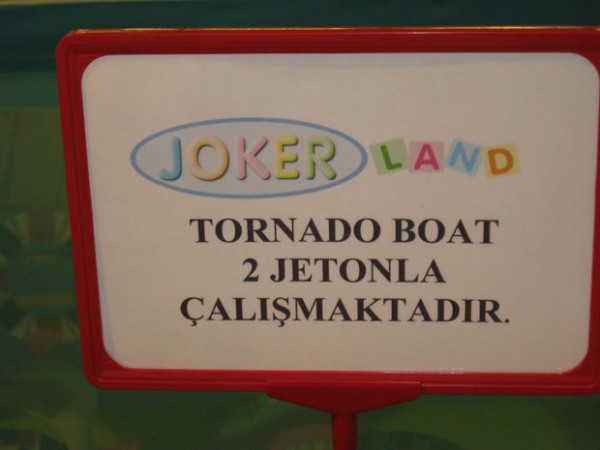 JOKER LAND
TORNADO BOAT
2 JETONLA
ÇALIŞMAKTADIR.